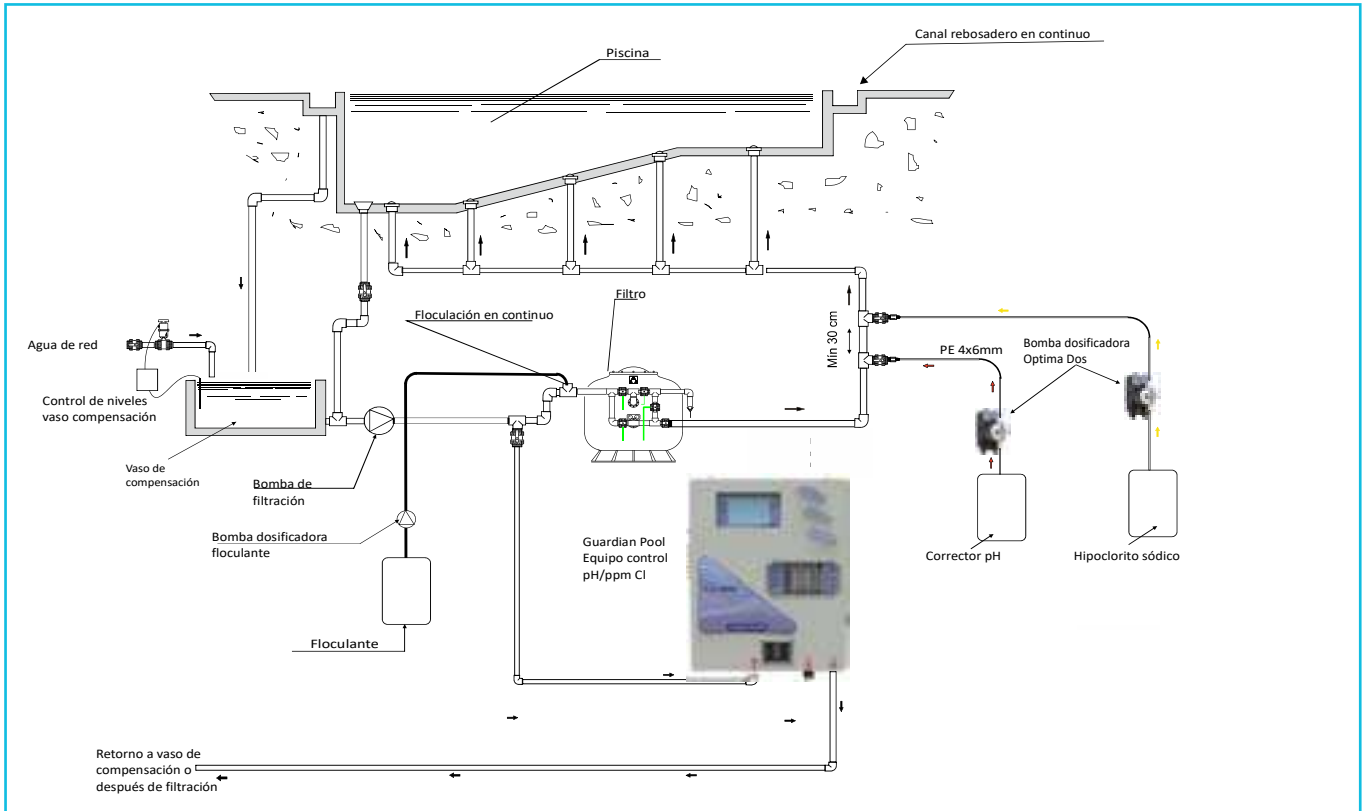 Canal rebosadero en continuo
Piscina
Filtro
Floculación en continuo
Agua de red
Min 30 cm
PE 4x6mm
Bomba dosificadora
Optima Dos
Control de niveles
vaso compensación
Vaso de
compensación
Bomba de
filtración
Bomba dosificadora
floculante
Guardian Pool
Equipo control
pH/ppm Cl
Corrector pH
Hipoclorito sódico
Floculante
Retorno a vaso de
compensación o
después de filtración